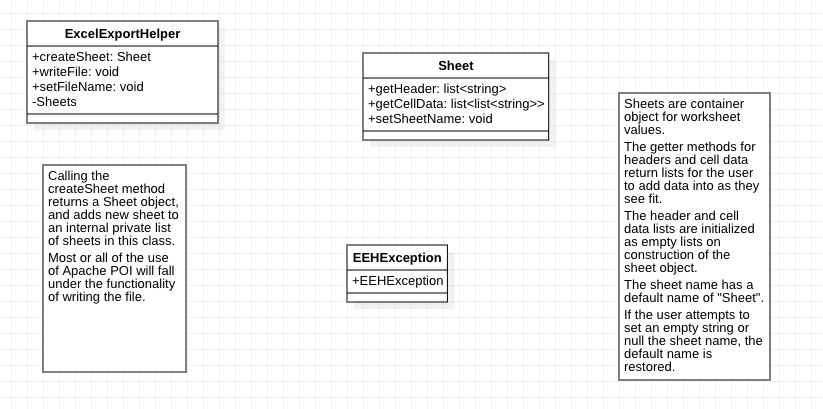 ExcelExportHelper
+createSheet: Sheet
+writeFile: void
+setFileName: void
-Sheets
Sheet
+getHeader: list<string>
+getCellData: list<list<string>>
+setSheetName: void
Calling the
createSheet method
returns a Sheet object,
and adds new sheet to
an internal private list
of sheets in this class.
Most or all of the use
of Apache POI will fall
under the functionality
of writing the file.
EEHException
+EEHException
Sheets are container
object for worksheet
values.
The getter methods for
headers and cell data
return lists for the user
to add data into as they
see fit.
The header and cell
data lists are initialized
as empty lists on
construction of the
sheet object.
The sheet name has a
default name of "Sheet".
If the user attempts to
set an empty string or
null the sheet name, the
default name is
restored.